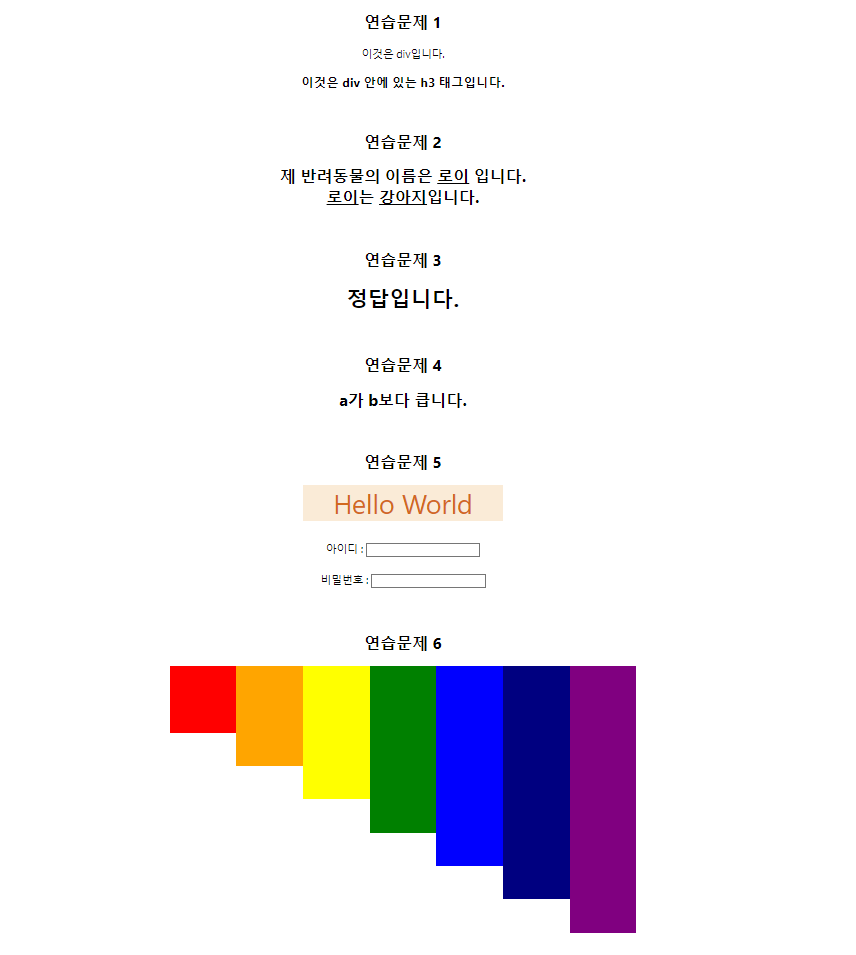 연습문제 1
이것은 div입니다.
이것은 div 안에 있는 h3 태그입니다.
연습문제 2
제 반려동물의 이름은 로이 입니다.
로이는 강아지입니다.
연습문제 3
정답입니다.
연습문제 4
a가 b보다 큽니다.
연습문제 5
Hello World
아이디 :
비밀번호 :
연습문제 6